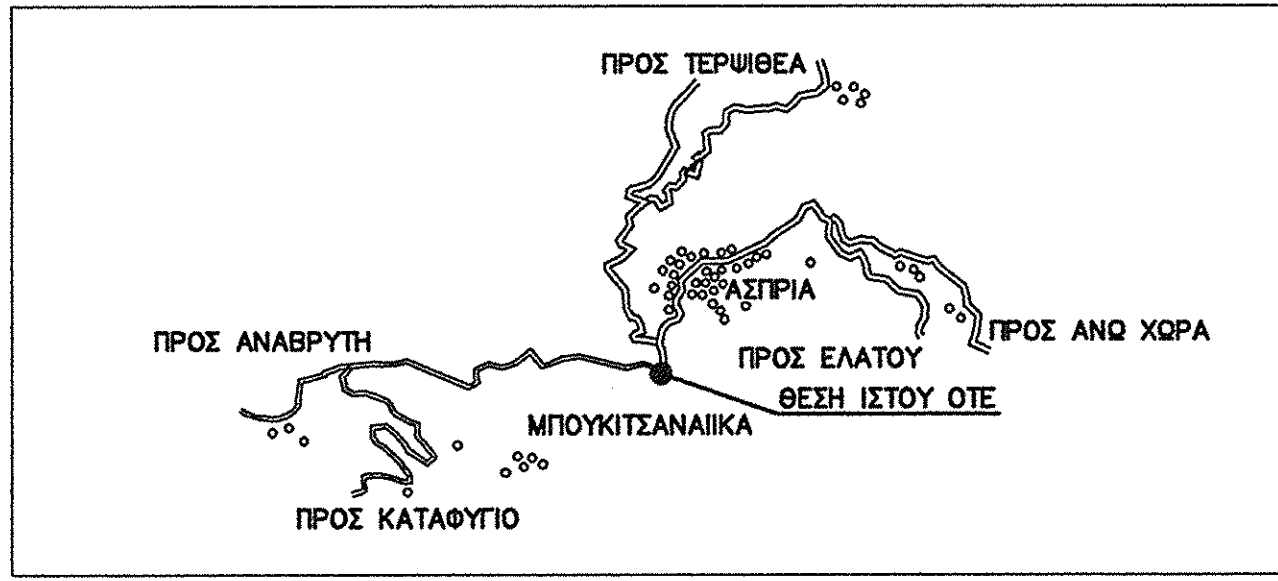 ΠΡΟΣ ΤΕΡΨΙΘΕΑ
ΑΣΠΡΙΑ
ΠΡΟΣ ΑΝΩ ΧΩΡΑ
ΠΡΟΣ ΑΝΑΒΡΥΤΗ
ΠΡΟΣ ΕΛΑΤΟΥ
ΘΕΣΗ ΙΣΤΟΥ ΟΤΕ
ΜΠΟΥΚΙΤΣΑΝΑΙΙΚΑ
ΠΡΟΣ ΚΑΤΑΦΥΓΙΟ